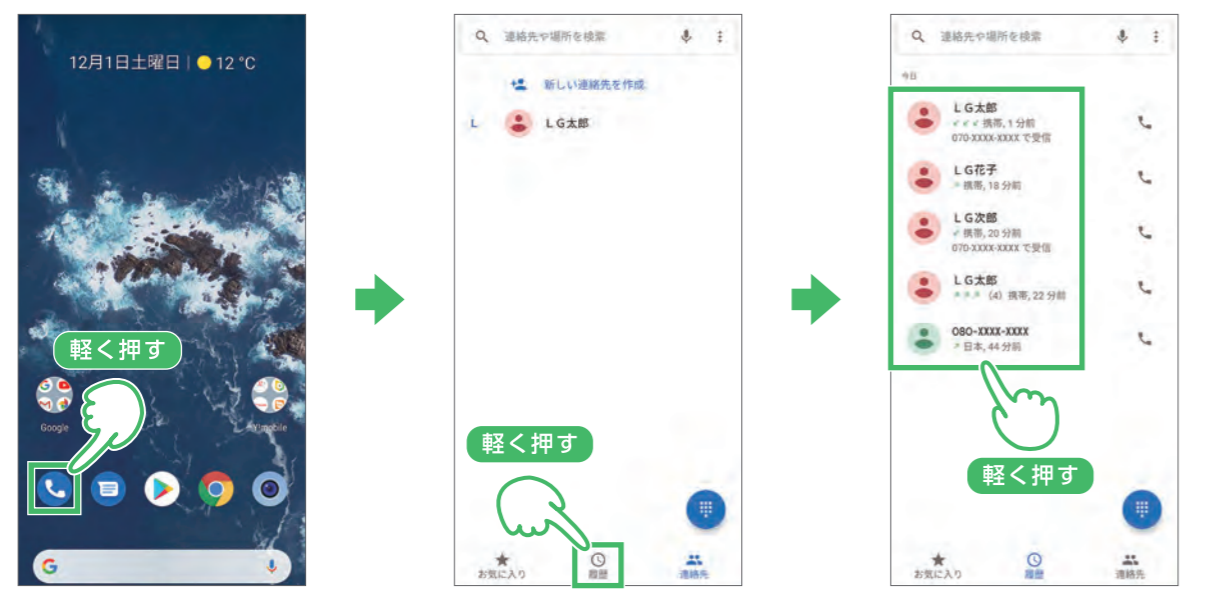 12月1日土曜日 | 12 °C
軽く押す
Google
Y!mobile
連絡先や場所を検索
新しい連絡先を作成
L
ＬＧ太郎
軽く押す
お気に入り
履歴
連絡先
連絡先や場所を検索
今日
ＬＧ太郎
携帯, 1 分前
070-XXXX-XXXX で受信
ＬＧ花子
携帯, 18 分前
ＬＧ次郎
携帯, 20 分前
070-XXXX-XXXX で受信
ＬＧ太郎
(4) 携帯, 22 分前
080-XXXX-XXXX
日本, 44 分前
軽く押す
お気に入り
履歴
連絡先